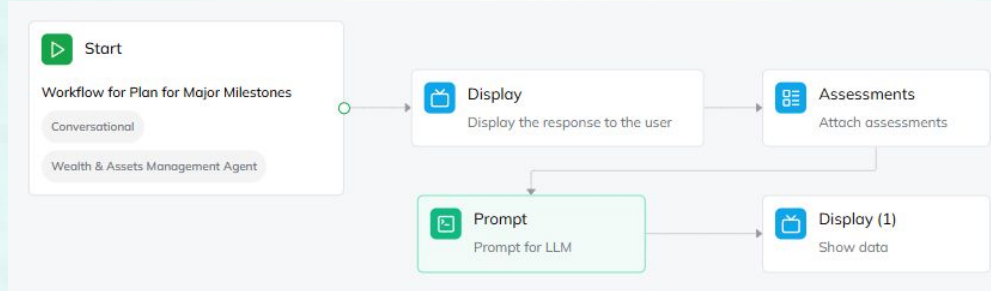 Start
Workflow for Plan for Major Milestones
Conversational
Wealth & Assets Management Agent
Display
Display the response to the user
Assessments
Attach assessments
Prompt
Prompt for LLM
Display (1)
Show data